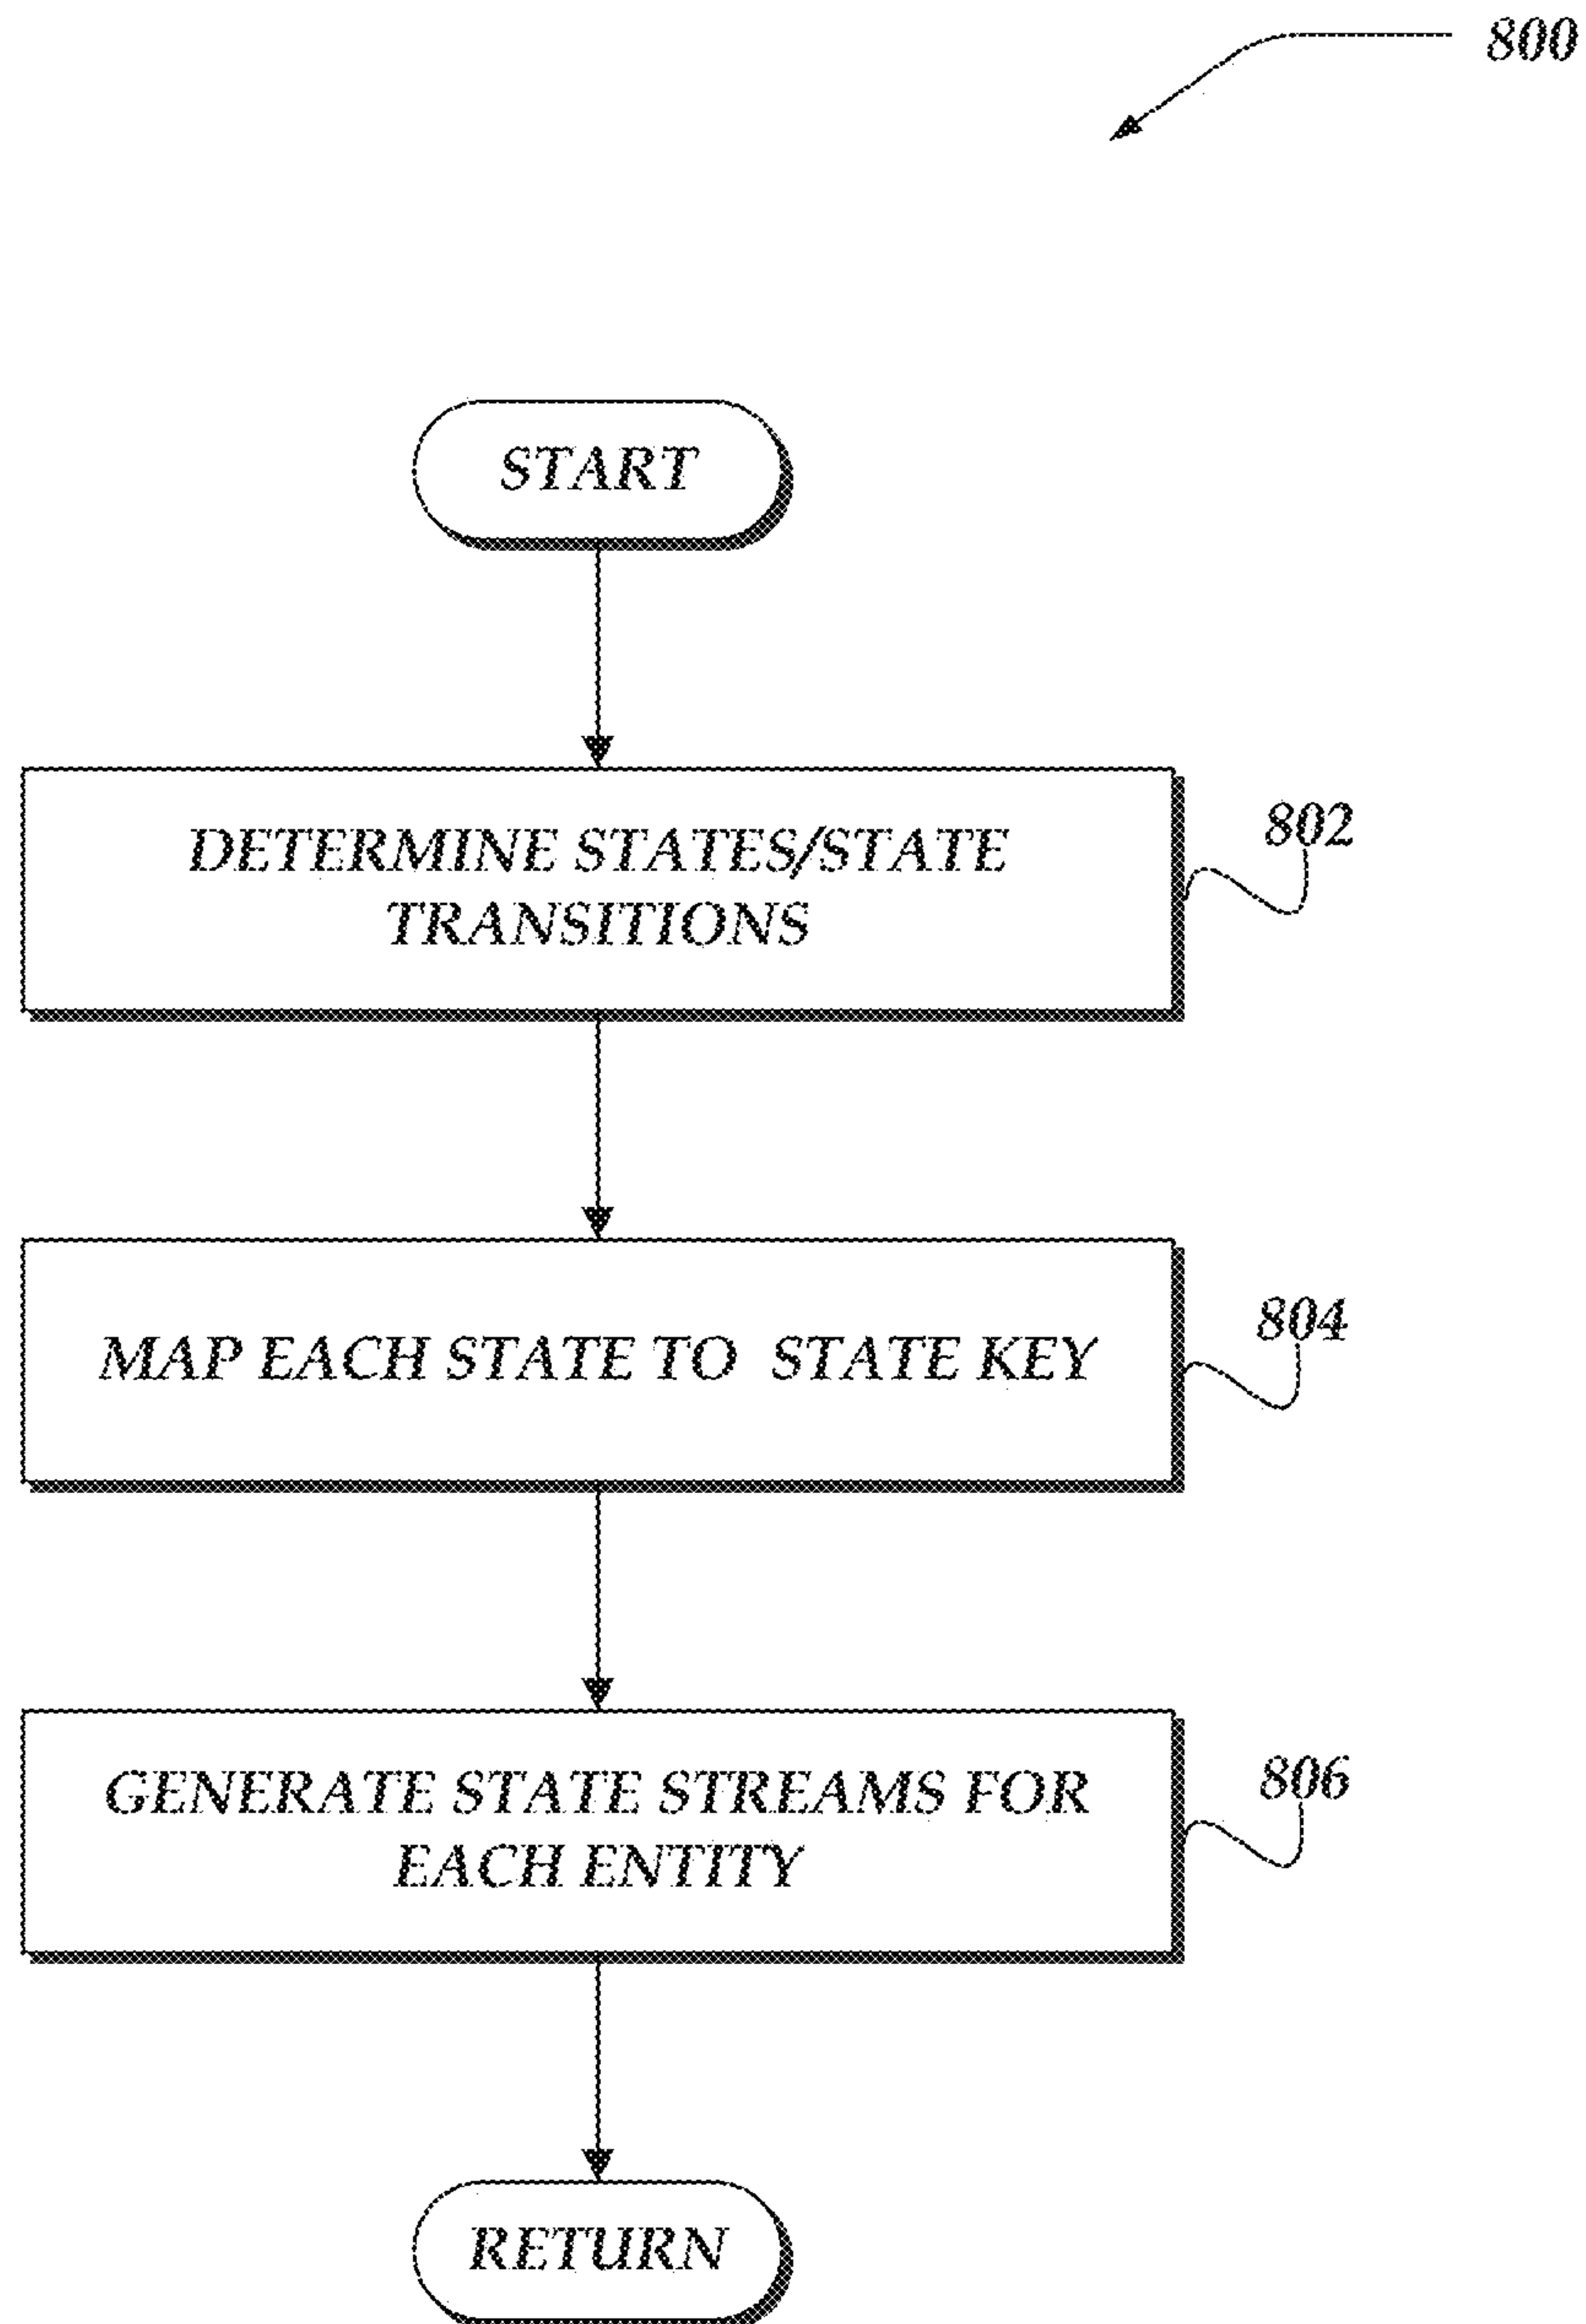 800
START
DETERMINE STATES/STATE
TRANSITIONS
802
MAP EACH STATE TO STATE KEY
804
GENERATE STATE STREAMS FOR
EACH ENTITY
806
RETURN